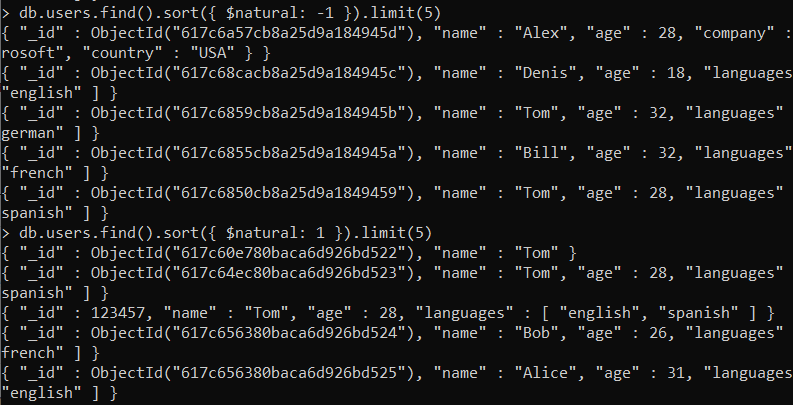 > db.users.find().sort({ $natural: -1 }).limit(5)
{ "_id" : ObjectId("617c6a57cb8a25d9a184945d"), "name" : "Alex", "age" : 28, "company" :
rosoft", "country" : "USA" } }
{ "_id" : ObjectId("617c68cacb8a25d9a184945c"), "name" : "Denis", "age" : 18, "languages
"english" ] }
{ "_id" : ObjectId("617c6859cb8a25d9a184945b"), "name" : "Tom", "age" : 32, "languages"
german" ] }
{ "_id" : ObjectId("617c6855cb8a25d9a184945a"), "name" : "Bill", "age" : 32, "languages"
"french" ] }
{ "_id" : ObjectId("617c6850cb8a25d9a1849459"), "name" : "Tom", "age" : 28, "languages"
spanish" ] }
> db.users.find().sort({ $natural: 1 }).limit(5)
{ "_id" : ObjectId("617c60e780baca6d926bd522"), "name" : "Tom" }
{ "_id" : ObjectId("617c64ec80baca6d926bd523"), "name" : "Tom", "age" : 28, "languages"
spanish" ] }
{ "_id" : 123457, "name" : "Tom", "age" : 28, "languages" : [ "english", "spanish" ] }
{ "_id" : ObjectId("617c656380baca6d926bd524"), "name" : "Bob", "age" : 26, "languages"
french" ] }
{ "_id" : ObjectId("617c656380baca6d926bd525"), "name" : "Alice", "age" : 31, "languages
"english" ] }